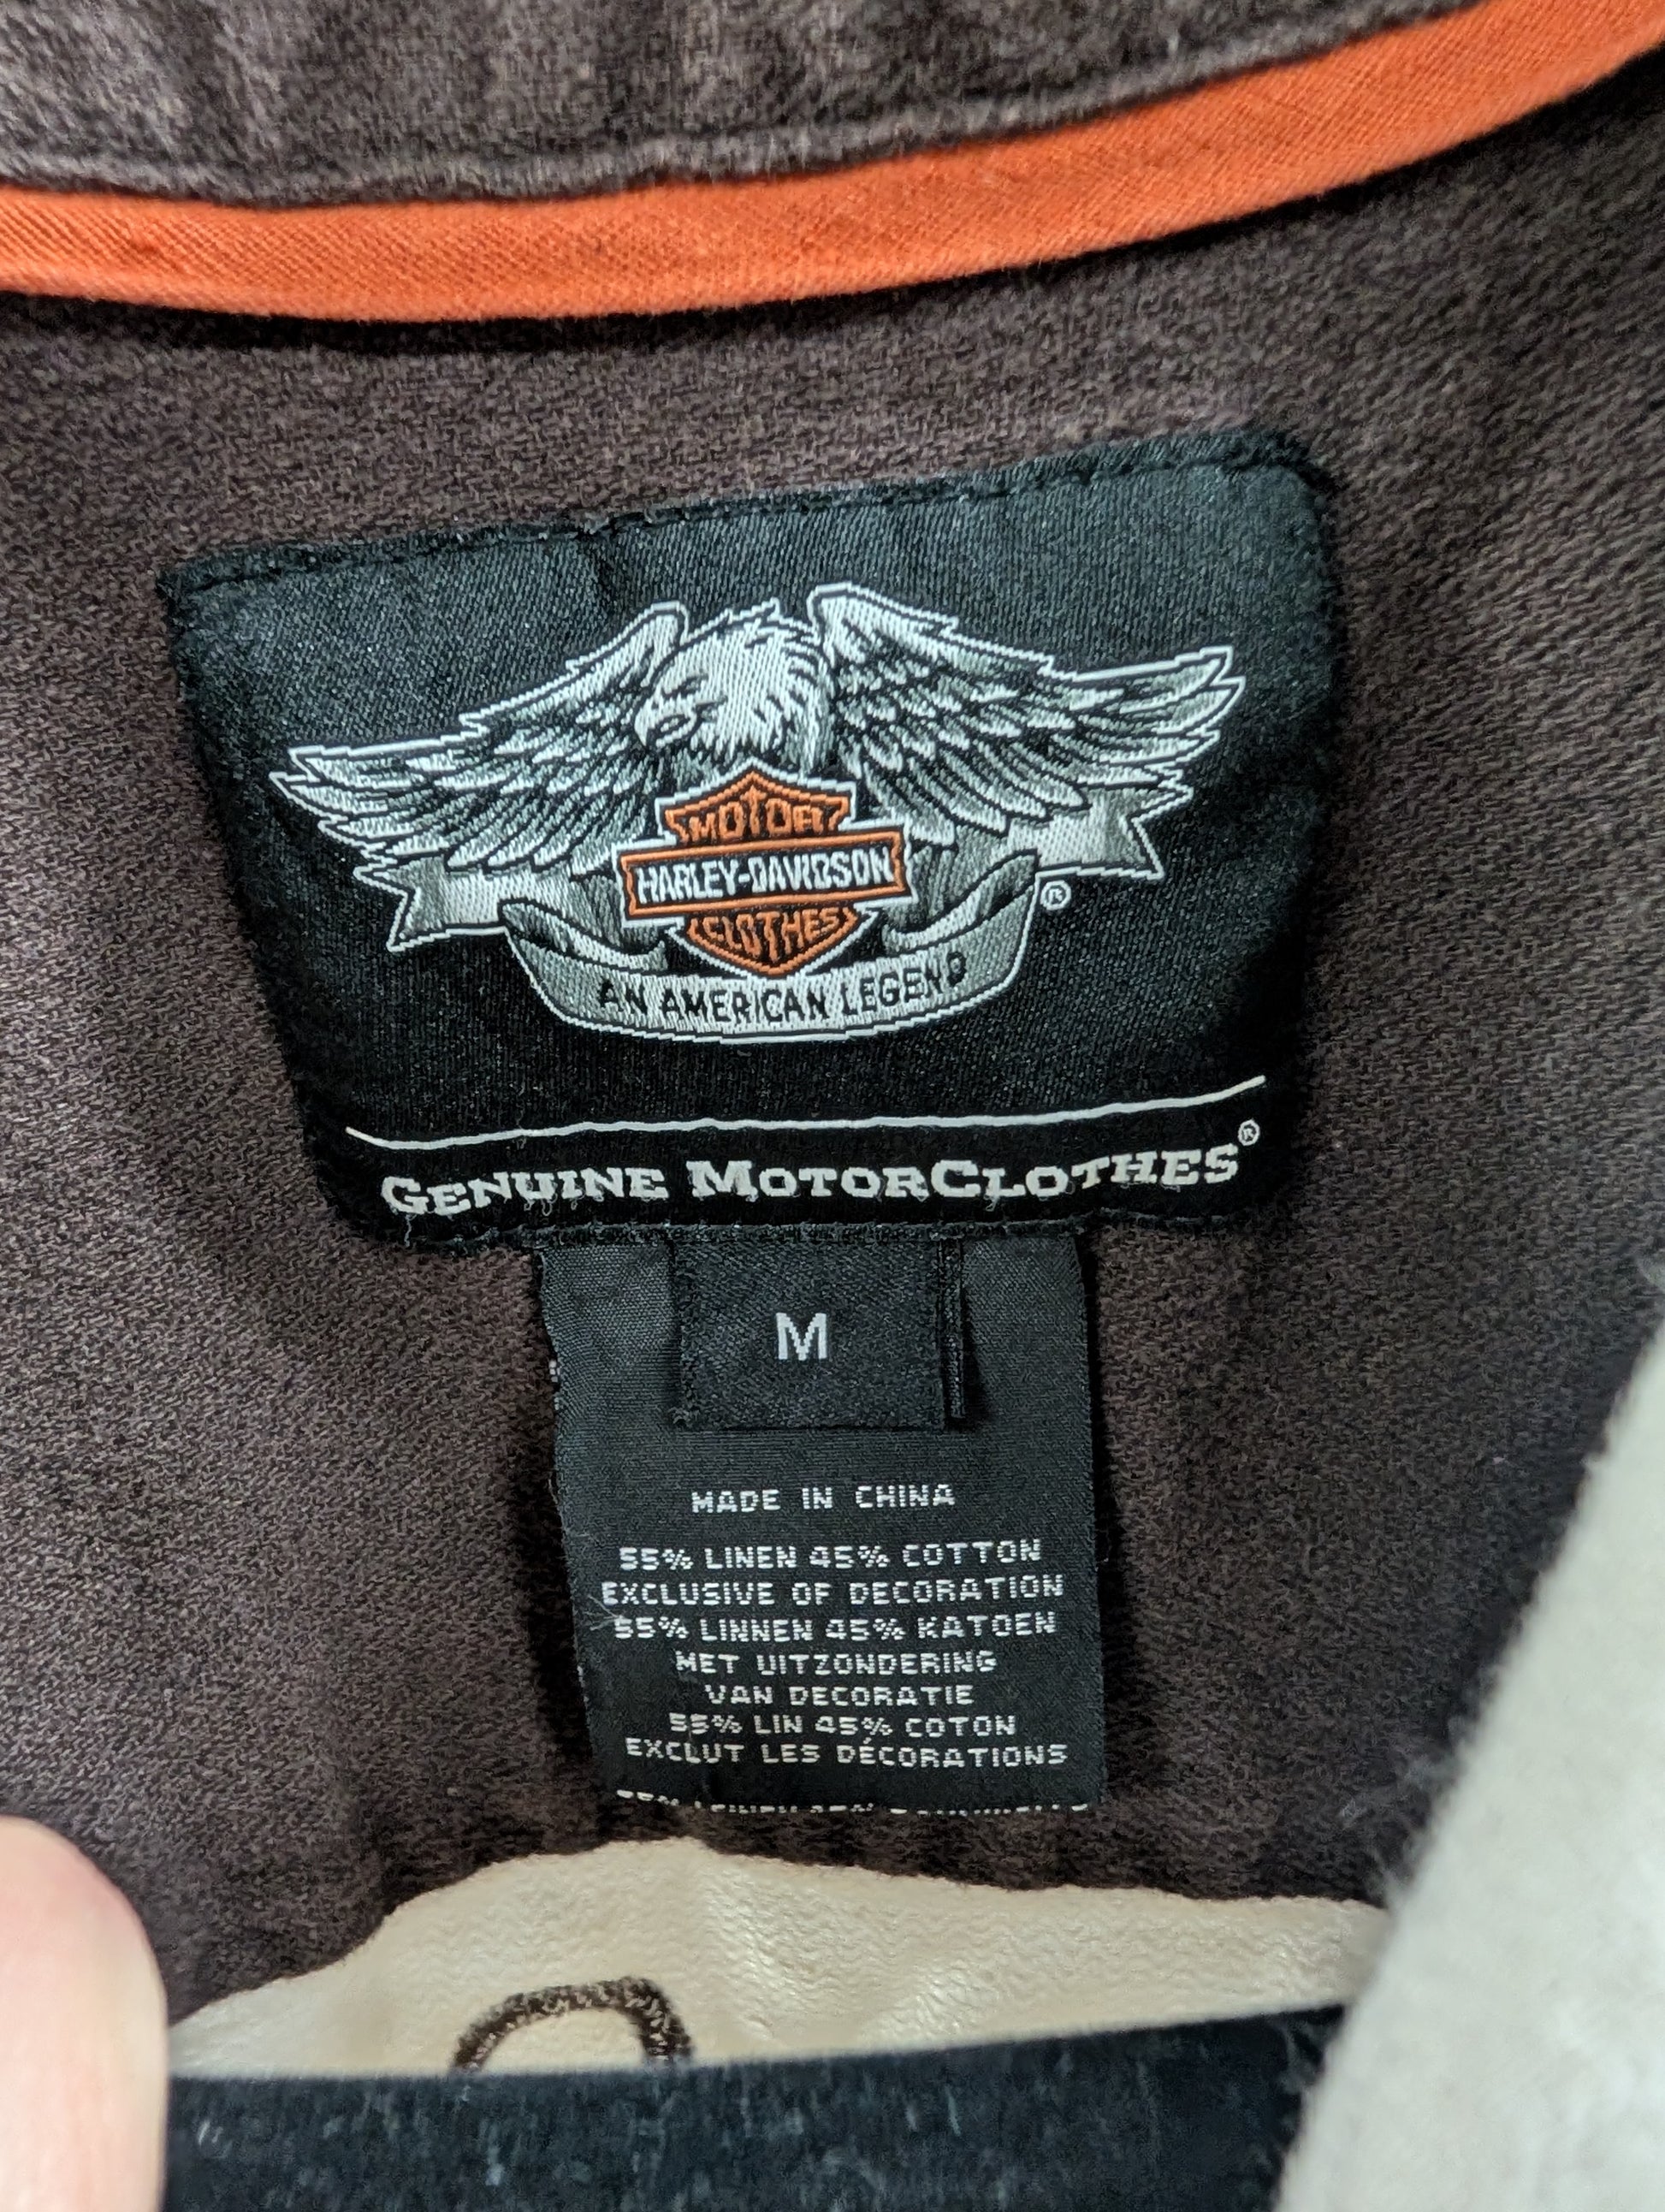 MOTOR
HARLEY-DAVIDSON
CLOTHES
®
AN AMERICAN LEGEND
GENUINE MOTORCLOTHES®
M
MADE IN CHINA
55% LINEN 45% COTTON
EXCLUSIVE OF DECORATION
55% LINNEN 45% KATOEN
MET UITZONDERING
VAN DECORATIE
55% LIN 45% COTON
EXCLUT LES DÉCORATIONS